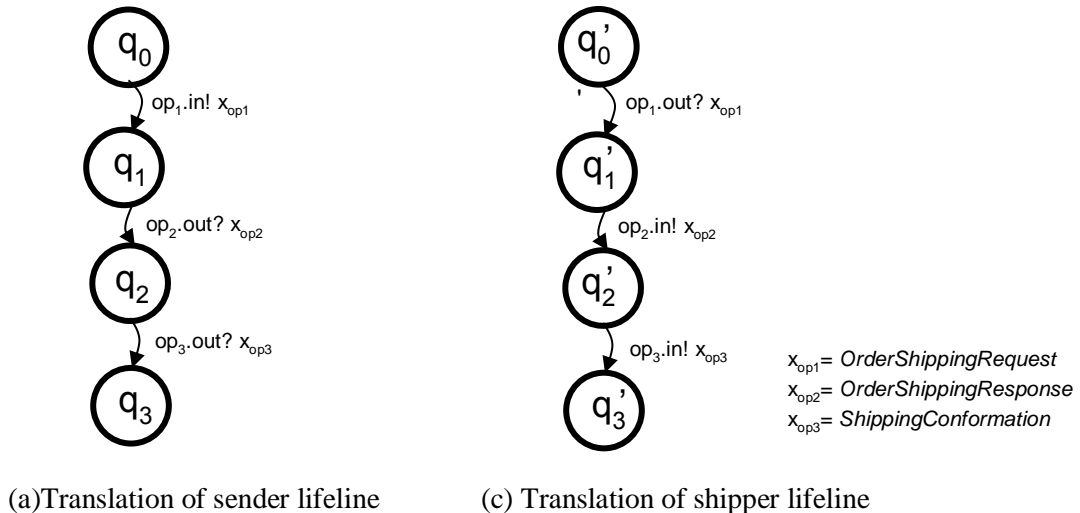 q0 q'0
' 
op1.in! xop1 op1.out? xop1
q1 q'1
op2.out? xop2 op2.in! xop2
q2 q'2
op3.out? xop3 op3.in! xop3
xop1= OrderShippingRequest
xop2= OrderShippingResponse
xop3= ShippingConformation
q3 q'3
(a)Translation of sender lifeline (c) Translation of shipper lifeline